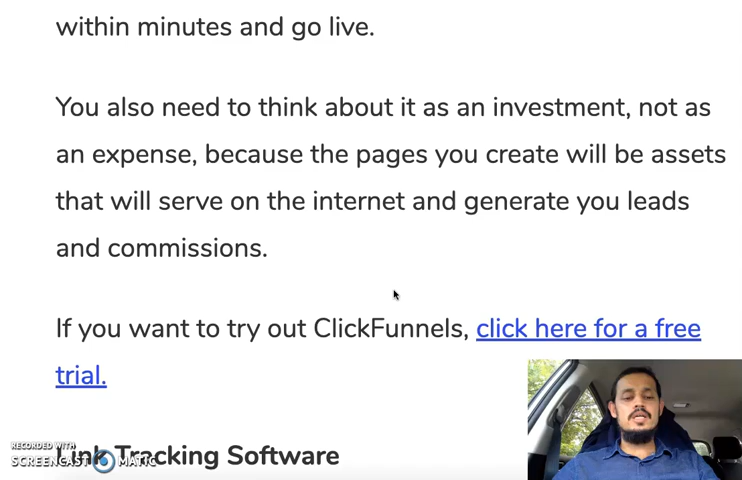 within minutes and go live.
You also need to think about it as an investment, not as
an expense, because the pages you create will be assets
that will serve on the internet and generate you leads
and commissions.
If you want to try out ClickFunnels, click here for a free
trial.
Link Tracking Software
RECORDED WITH
SCREENCAST MATIC